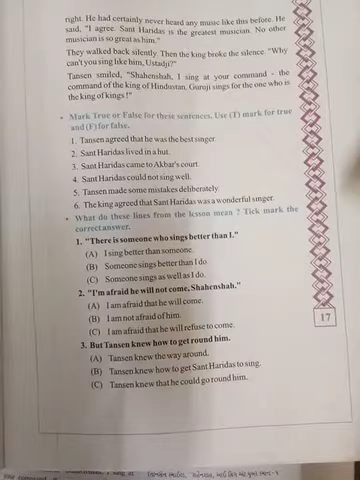 right. He had certainly never heard any music like this before. He
said, "I agree. Sant Haridas is the greatest musician. No other
musician is so great as him."
They walked back silently. Then the king broke the silence. "Why
can't you sing like him, Ustadji?"
Tansen smiled, "Shahenshah, I sing at your command - the
command of the king of Hindustan. Guruji sings for the one who is
the king of kings!"
• Mark True or False for these sentences. Use (T) mark for true
and (F) for false.
1. Tansen agreed that he was the best singer.
2. Sant Haridas lived in a hut.
3. Sant Haridas came to Akbar's court.
4. Sant Haridas could not sing well.
5. Tansen made some mistakes deliberately.
6. The king agreed that Sant Haridas was a wonderful singer.
• What do these lines from the lesson mean ? Tick mark the
correct answer.
1. "There is someone who sings better than I."
(A) I sing better than someone.
(B) Someone sings better than I do.
(C) Someone sings as well as I do.
2. "I'm afraid he will not come, Shahenshah."
(A) I am afraid that he will come.
(B) I am not afraid of him.
(C) I am afraid that he will refuse to come.
3. But Tansen knew how to get round him.
(A) Tansen knew the way around.
(B) Tansen knew how to get Sant Haridas to sing.
(C) Tansen knew that he could go round him.
17